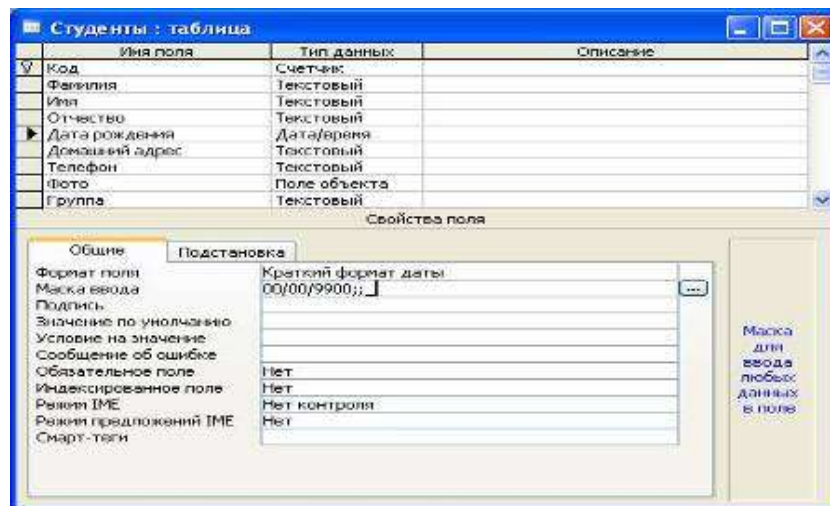 Студенты : таблица
Имя поля Тип данных Описание
Код Счетчик
Фамилия Текстовый
Имя Текстовый
Отчество Текстовый
Дата рождения Дата/время
Домашний адрес Текстовый
Телефон Текстовый
Фото Поле объекта
Группа Текстовый
Свойства поля
Общие Подстановка
Формат поля Краткий формат даты
Маска ввода 00/00/9900;;_
Подпись
Значение по умолчанию
Условие на значение
Сообщение об ошибке
Обязательное поле Нет
Индексированное поле Нет
Режим IME Нет контроля
Режим предложений IME Нет
Смарт-теги
Маска
для
ввода
любых
данных
в поле